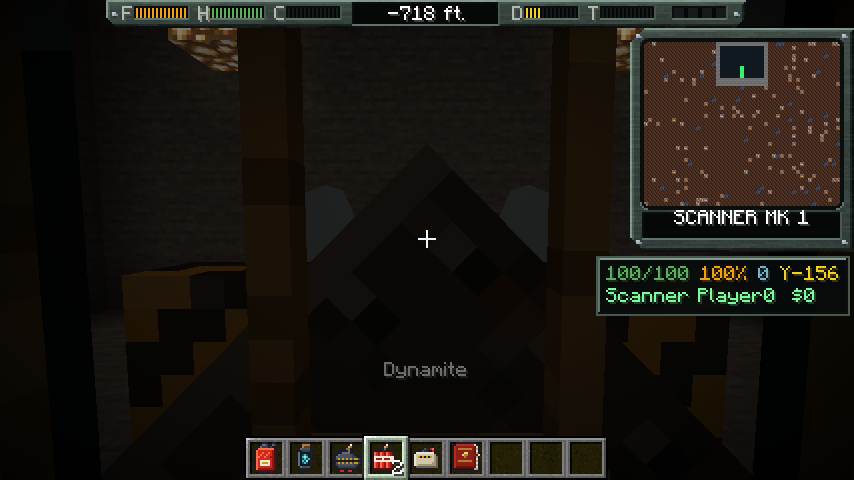 F H C -718 ft. D T
SCANNER MK 1
100/100 100% 0 Y-156
Scanner Player0 $0
Dynamite
2